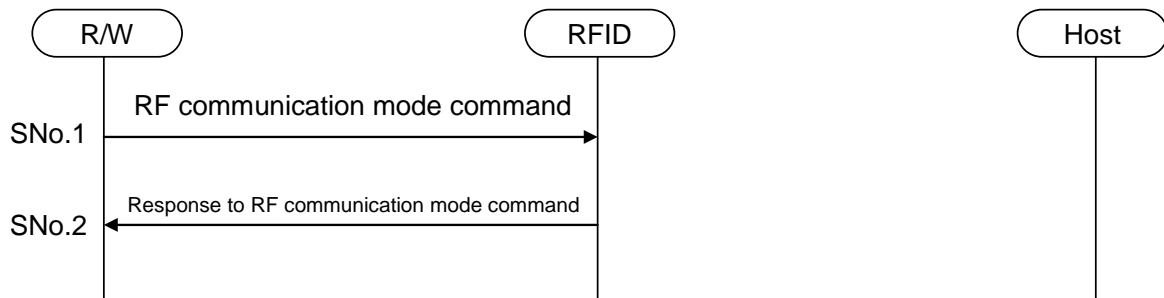 R/W
RFID
Host
RF communication mode command
SNo.1
Response to RF communication mode command
SNo.2